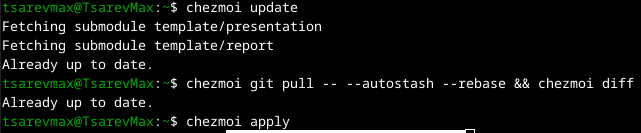 tsarevmax@TsarevMax:~$ chezmoi update
Fetching submodule template/presentation
Fetching submodule template/report
Already up to date.
tsarevmax@TsarevMax:~$ chezmoi git pull -- --autostash --rebase && chezmoi diff
Already up to date.
tsarevmax@TsarevMax:~$ chezmoi apply